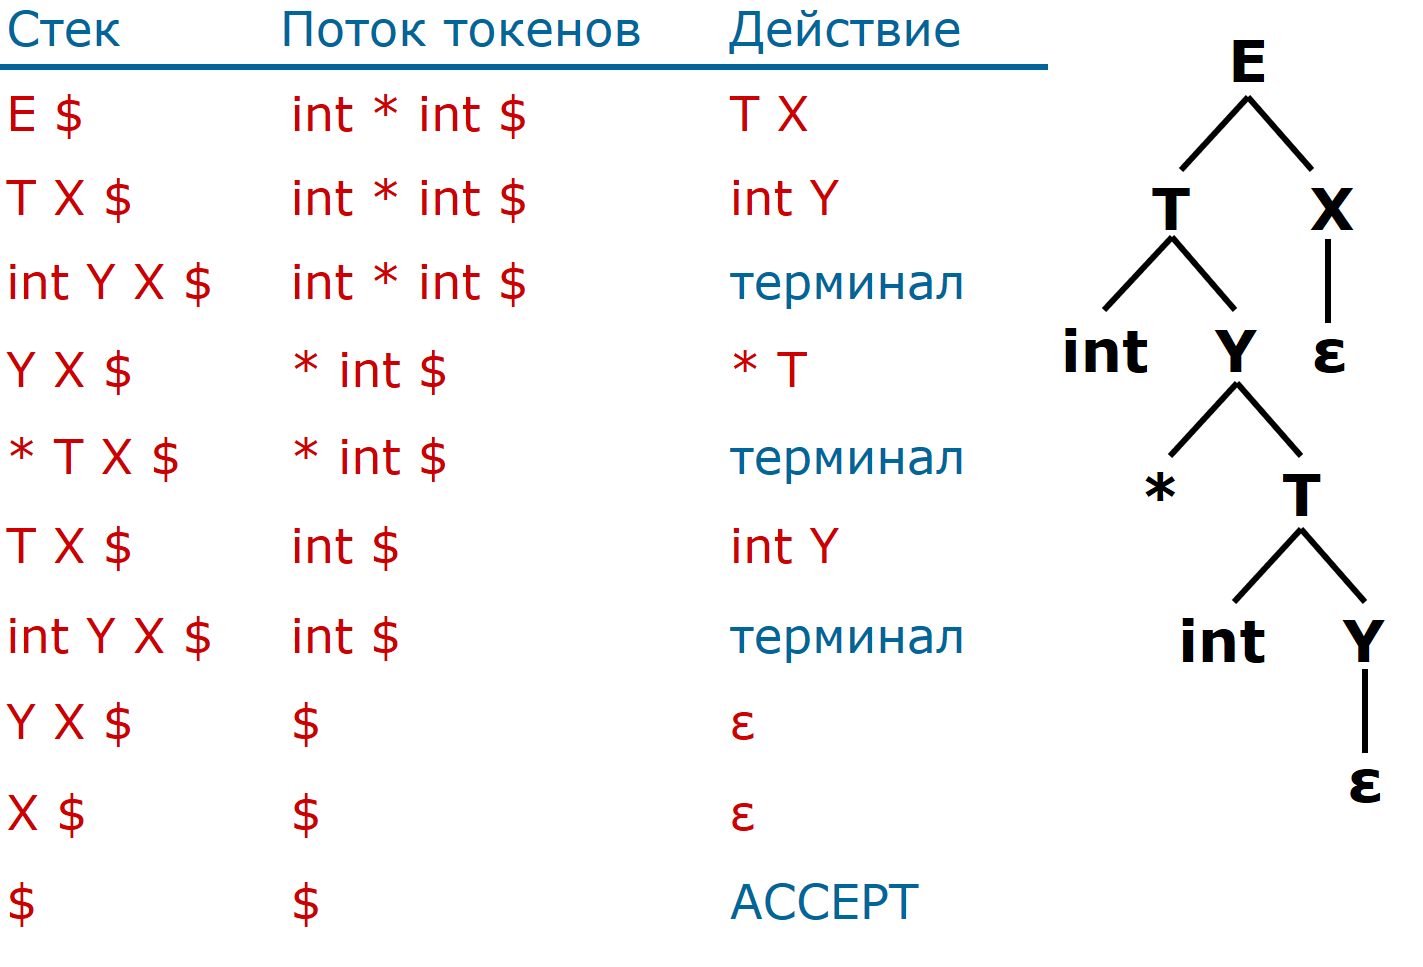 Стек Поток токенов Действие
E $ int * int $ T X
T X $ int * int $ int Y
int Y X $ int * int $ терминал
Y X $ * int $ * T
* T X $ * int $ терминал
T X $ int $ int Y
int Y X $ int $ терминал
Y X $ $ ε
X $ $ ε
$ $ ACCEPT
E
T X
int Y ε
* T
int Y
ε